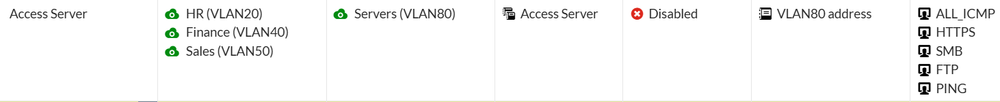 Access Server
HR (VLAN20)
Finance (VLAN40)
Sales (VLAN50)
Servers (VLAN80)
Access Server
Disabled
VLAN80 address
ALL_ICMP
HTTPS
SMB
FTP
PING